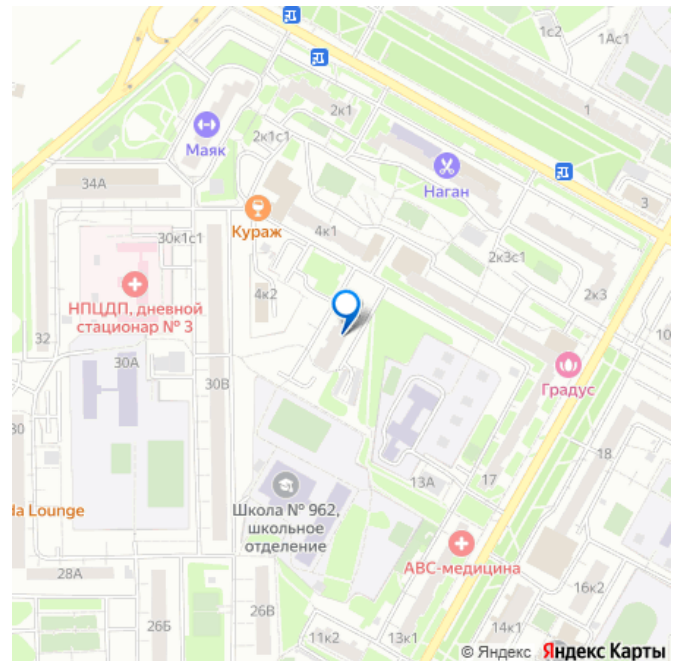 1с2
1Ас1
2к1
1
Маяк
2к1с1
Наган
34А
3
Кураж
30к1с1
4к1
2к3с1
2к3
4к2
НПЦДП, дневной
стационар № 3
32
10
30А
30В
Градус
30
18
17
13А
da Lounge
Школа № 962,
школьное
отделение
АВС-медицина
28А
16к2
26Б
26В
11к2
13к1
14к1
© Яндекс Яндекс Карты